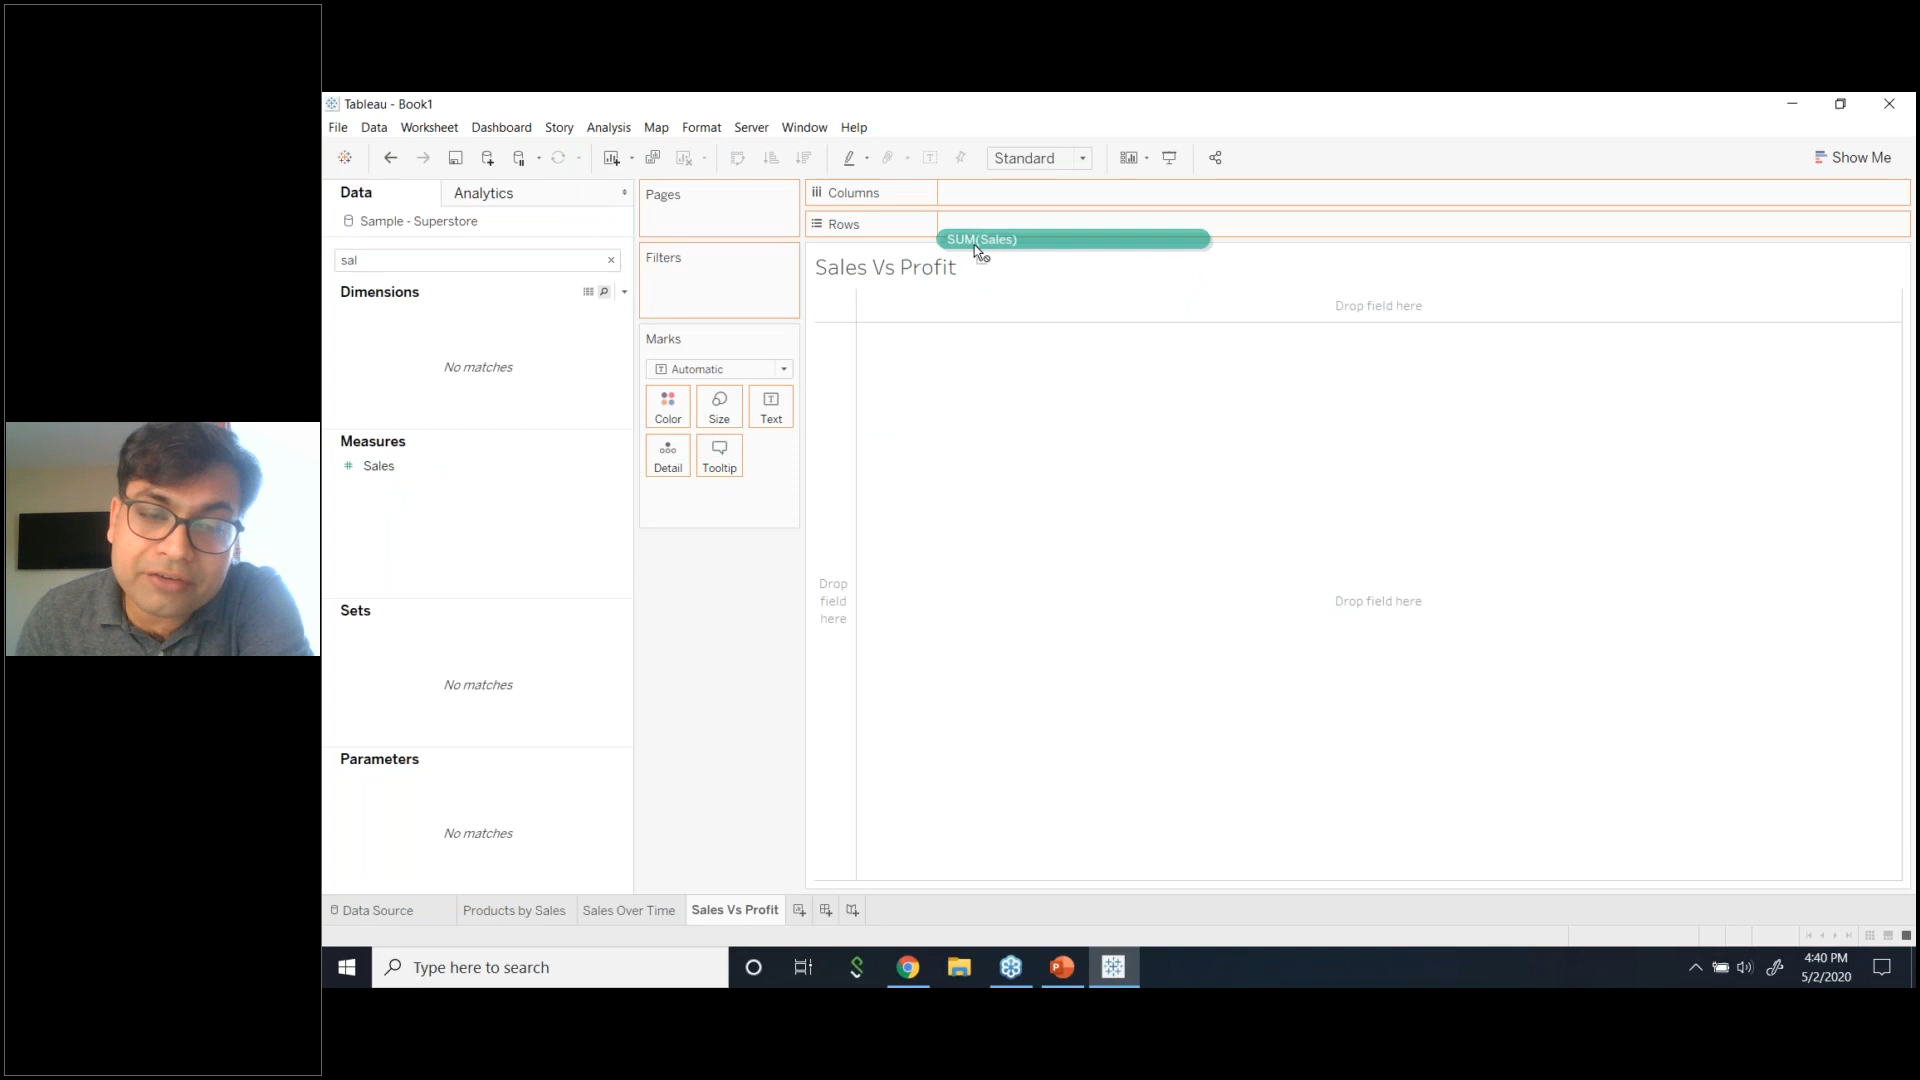 Tableau - Book1
File Data Worksheet Dashboard Story Analysis Map Format Server Window Help
Standard
Show Me
Data
Analytics
Sample - Superstore
sal
Dimensions
No matches
Measures
Sales
Sets
No matches
Parameters
No matches
Pages
Filters
Marks
Automatic
Color Size Text
Detail Tooltip
Columns
Rows
SUM(Sales)
Sales Vs Profit
Drop field here
Drop
field
here
Drop field here
Data Source Products by Sales Sales Over Time Sales Vs Profit
Type here to search
4:40 PM
5/2/2020